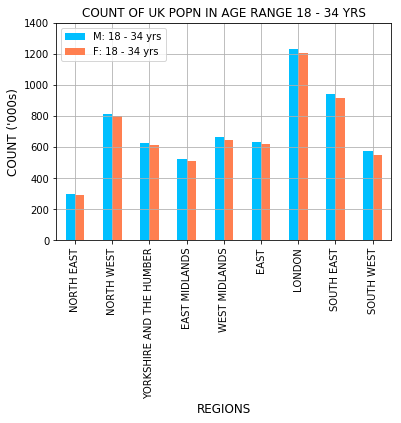 COUNT OF UK POPN IN AGE RANGE 18 - 34 YRS
M: 18 - 34 yrs
F: 18 - 34 yrs
COUNT ('000s)
1400
1200
1000
800
600
400
200
0
NORTH EAST
NORTH WEST
YORKSHIRE AND THE HUMBER
EAST MIDLANDS
WEST MIDLANDS
EAST
LONDON
SOUTH EAST
SOUTH WEST
REGIONS